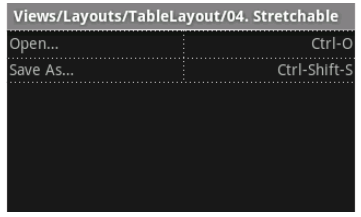 Views/Layouts/TableLayout/04. Stretchable
Open... Ctrl-O
Save As... Ctrl-Shift-S